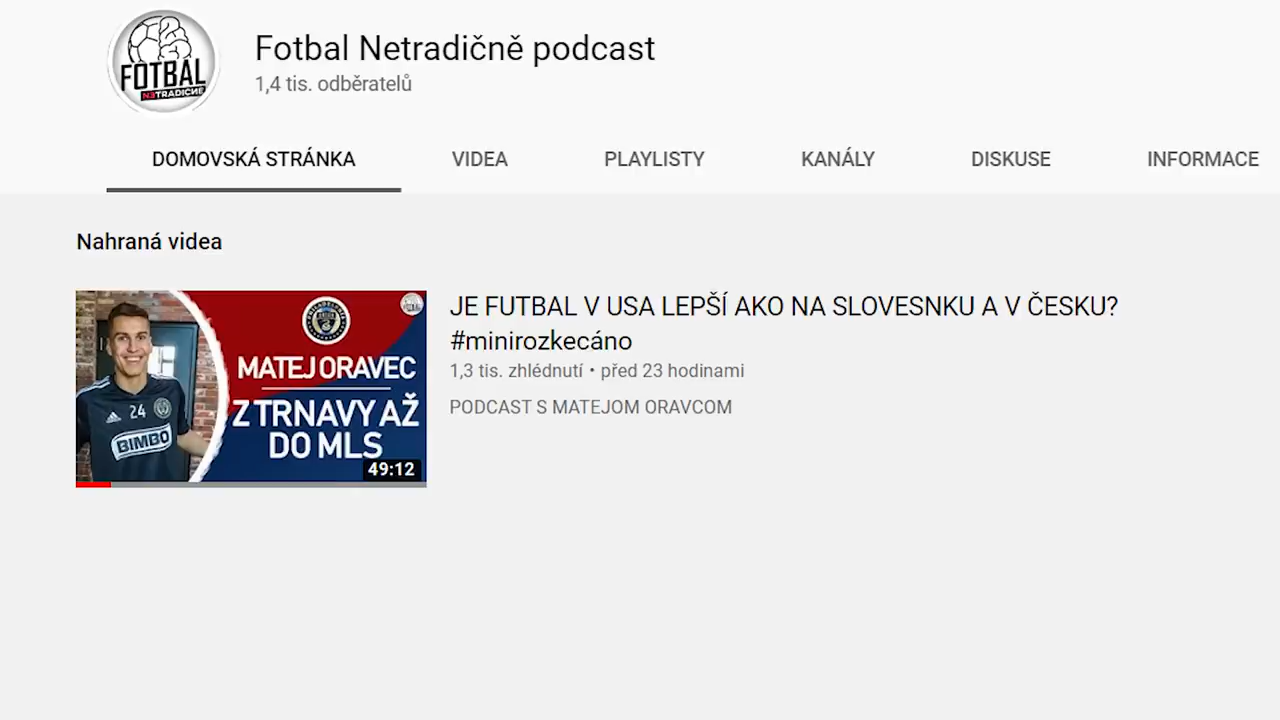 FOTBAL
NETRADIČNĚ
Fotbal Netradičně podcast
1,4 tis. odběratelů
DOMOVSKÁ STRÁNKA
VIDEA
PLAYLISTY
KANÁLY
DISKUSE
INFORMACE
Nahraná videa
MATEJ ORAVEC
Z TRNAVY AŽ
DO MLS
24
BIMBO
49:12
JE FUTBAL V USA LEPŠÍ AKO NA SLOVESNKU A V ČESKU?
#minirozkecáno
1,3 tis. zhlédnutí • před 23 hodinami
PODCAST S MATEJOM ORAVCOM